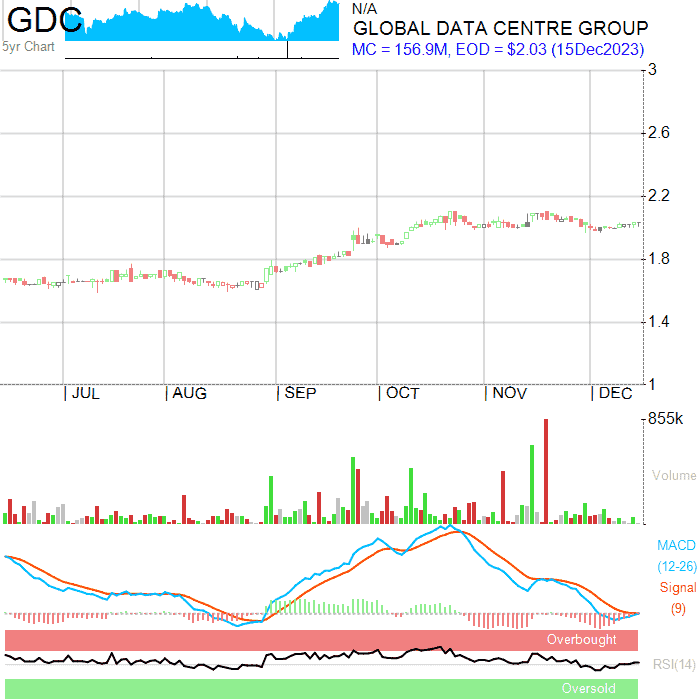 GDC
5yr Chart
N/A
GLOBAL DATA CENTRE GROUP
MC = 156.9M, EOD = $2.03 (15Dec2023)
3
2.6
2.2
1.8
1.4
1
JUL
AUG
SEP
OCT
NOV
DEC
855k
Volume
MACD
(12-26)
Signal
(9)
Overbought
RSI(14)
Oversold